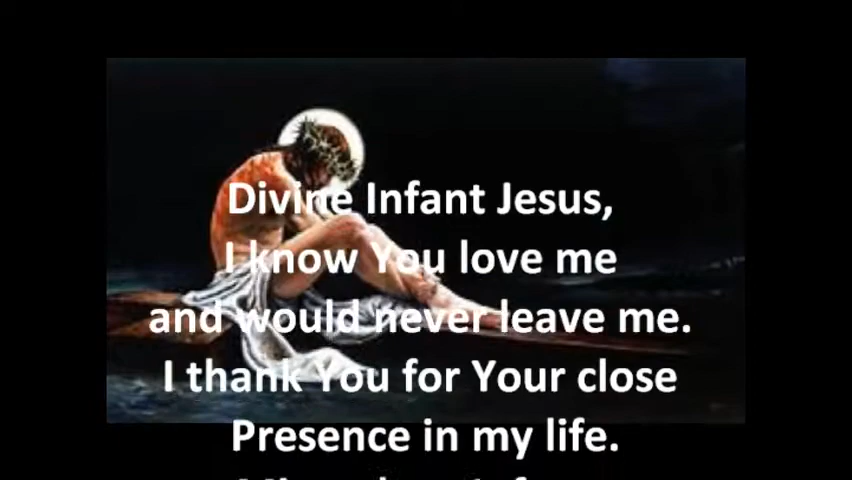 Divine Infant Jesus,
I know You love me
and would never leave me.
I thank You for Your close
Presence in my life.